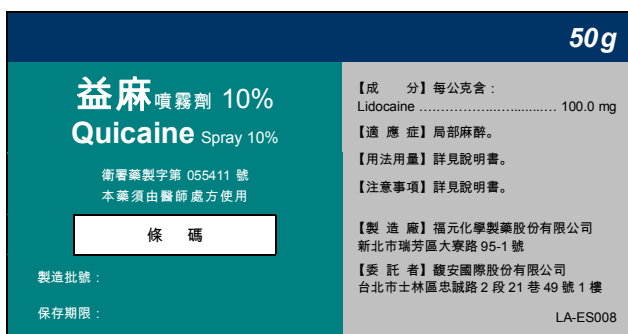 50g
益麻噴霧劑 10%
Quicaine Spray 10%
衛署藥製字第 055411 號
本藥須由醫師處方使用
條 碼
製造批號：
保存期限：
【成 分】每公克含：
Lidocaine ……………………………… 100.0 mg
【適 應 症】局部麻醉。
【用法用量】詳見說明書。
【注意事項】詳見說明書。
【製 造 廠】福元化學製藥股份有限公司
新北市瑞芳區大寮路 95-1 號
【委 託 者】馥安國際股份有限公司
台北市士林區忠誠路 2 段 21 巷 49 號 1 樓
LA-ES008